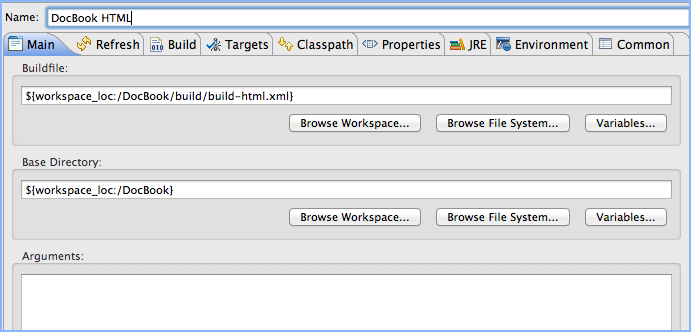 Name: DocBook HTML
Main Refresh Build Targets Classpath Properties JRE Environment Common
Buildfile:
${workspace_loc:/DocBook/build/build-html.xml}
Browse Workspace... Browse File System... Variables...
Base Directory:
${workspace_loc:/DocBook}
Browse Workspace... Browse File System... Variables...
Arguments: